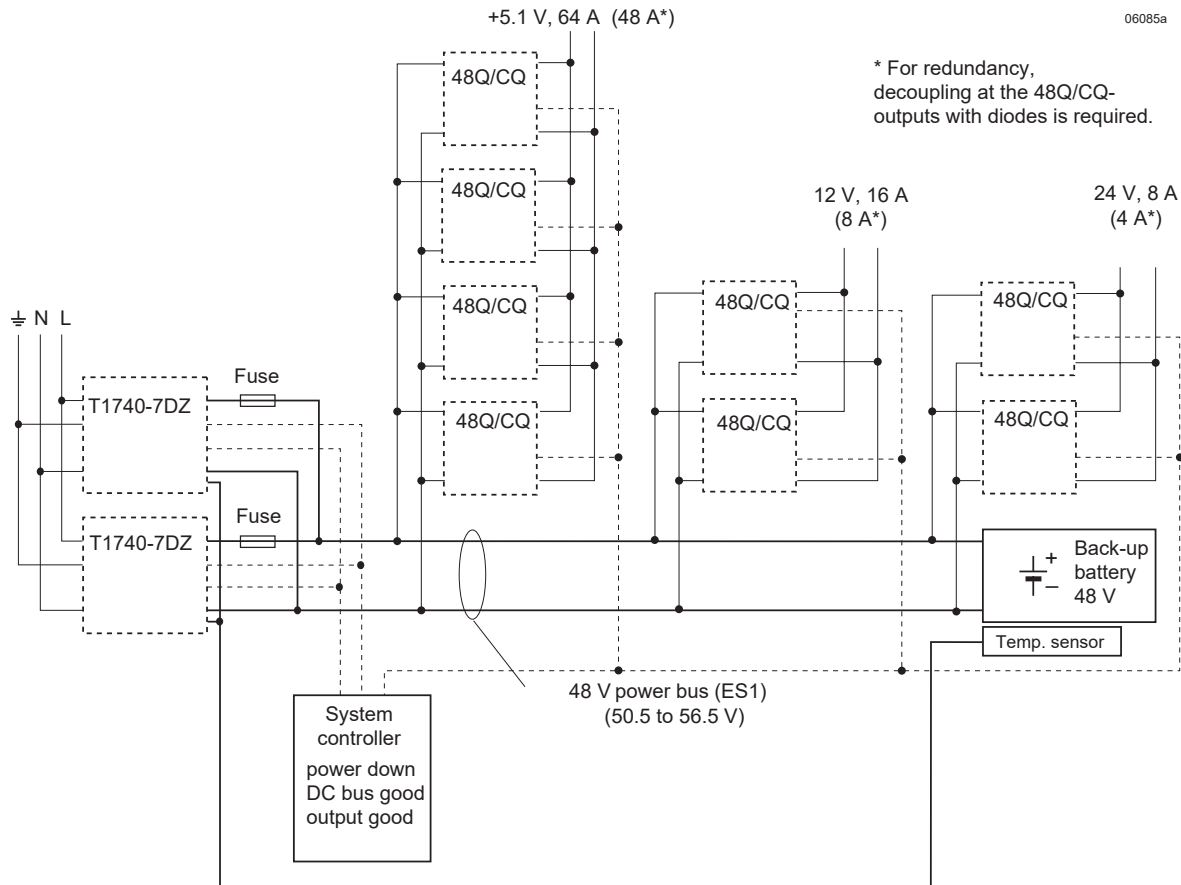 +5.1 V, 64 A (48 A*)
06085a
* For redundancy,
decoupling at the 48Q/CQ-
outputs with diodes is required.
48Q/CQ
48Q/CQ
48Q/CQ
48Q/CQ
12 V, 16 A
(8 A*)
24 V, 8 A
(4 A*)
48Q/CQ
48Q/CQ
48Q/CQ
48Q/CQ
N L
T1740-7DZ
Fuse
T1740-7DZ
Fuse
+
–
Back-up
battery
48 V
Temp. sensor
48 V power bus (ES1)
(50.5 to 56.5 V)
System
controller
power down
DC bus good
output good